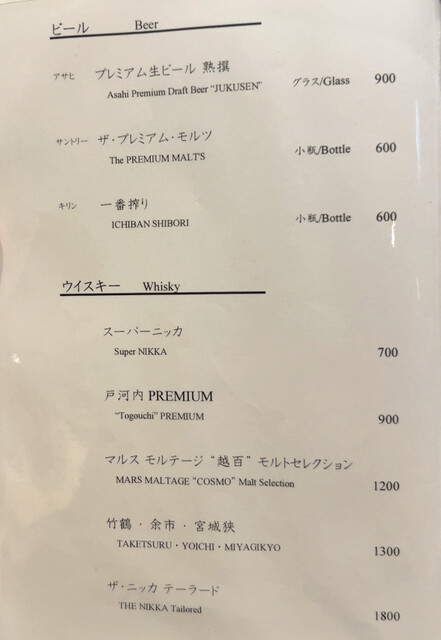 ビール Beer
アサヒ プレミアム生ビール 熟撰 グラス/Glass 900
Asahi Premium Draft Beer "JUKUSEN"
サントリー ザ・プレミアム・モルツ 小瓶/Bottle 600
The PREMIUM MALT'S
キリン 一番搾り 小瓶/Bottle 600
ICHIBAN SHIBORI
ウイスキー Whisky
スーパーニッカ
Super NIKKA 700
戸河内 PREMIUM
"Togouchi" PREMIUM 900
マルス モルテージ "越百" モルトセレクション
MARS MALTAGE "COSMO" Malt Selection 1200
竹鶴・余市・宮城狭
TAKETSURU・YOICHI・MIYAGIKYO 1300
ザ・ニッカ テーラード
THE NIKKA Tailored 1800